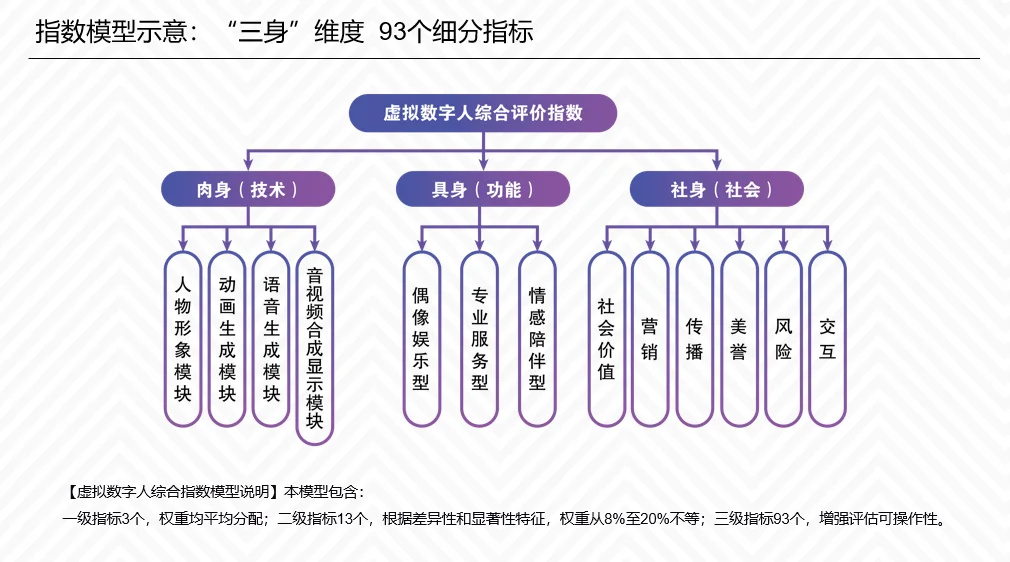 指数模型示意：“三身”维度 93个细分指标
虚拟数字人综合评价指数
肉身（技术）
具身（功能）
社身（社会）
人物形象模块
动画生成模块
语音生成模块
音视频合成显示模块
偶像娱乐型
专业服务型
情感陪伴型
社会价值
营销
传播
美誉
风险
交互
【虚拟数字人综合指数模型说明】本模型包含：
一级指标3个，权重均平均分配；二级指标13个，根据差异性和显著性特征，权重从8%至20%不等；三级指标93个，增强评估可操作性。